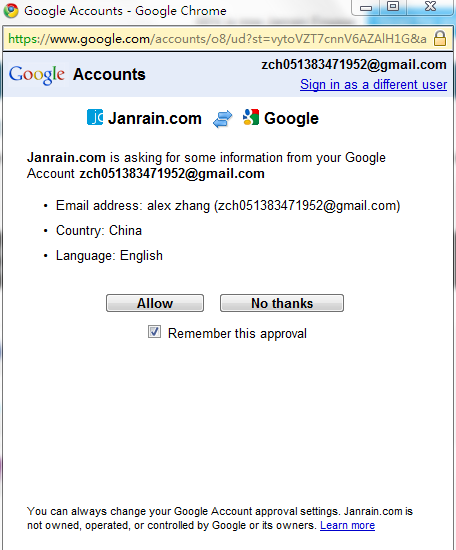 Google Accounts - Google Chrome
https://www.google.com/accounts/o8/ud?st=vytoVZT7cnnV6AZAlH1G&a
Google Accounts
zch051383471952@gmail.com
Sign in as a different user
Janrain.com Google
Janrain.com is asking for some information from your Google
Account zch051383471952@gmail.com
• Email address: alex zhang (zch051383471952@gmail.com)
• Country: China
• Language: English
Allow No thanks
Remember this approval
You can always change your Google Account approval settings. Janrain.com is
not owned, operated, or controlled by Google or its owners. Learn more